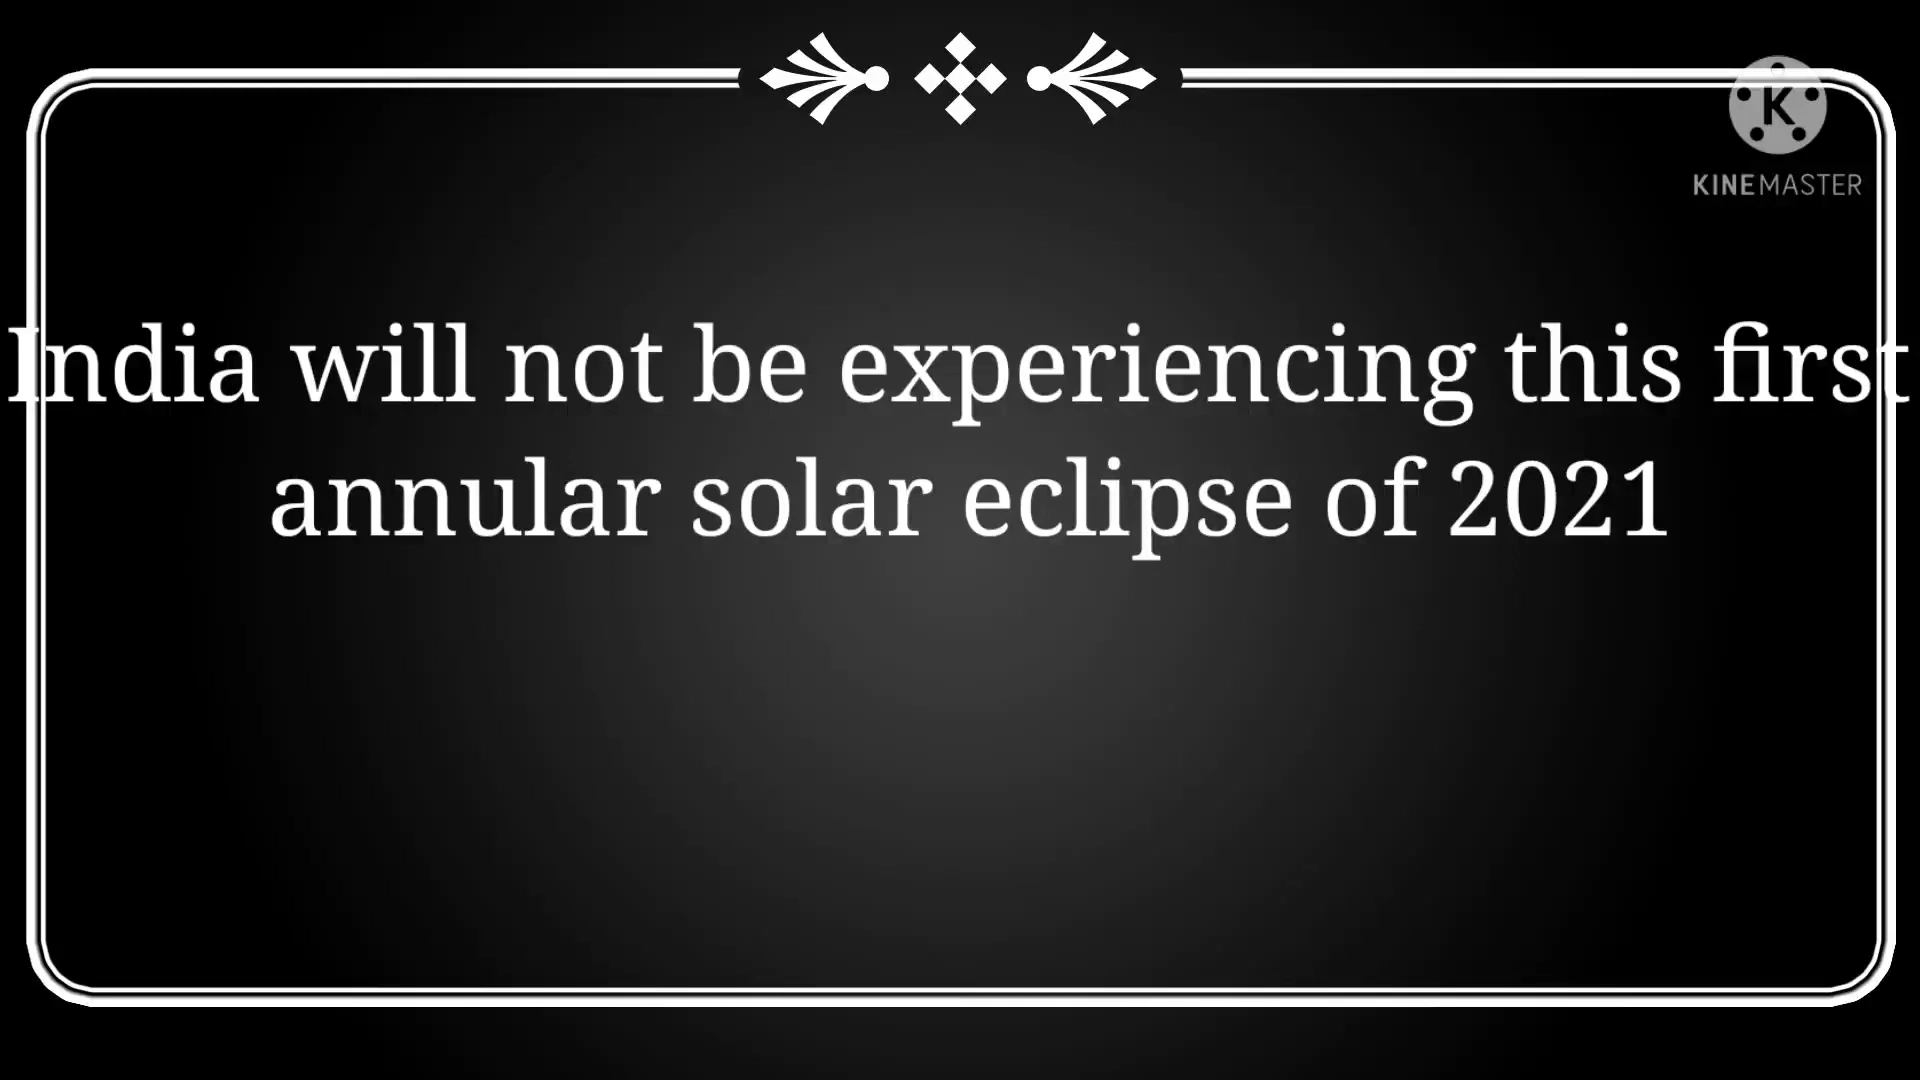 K
KINEMASTER
India will not be experiencing this first
annular solar eclipse of 2021